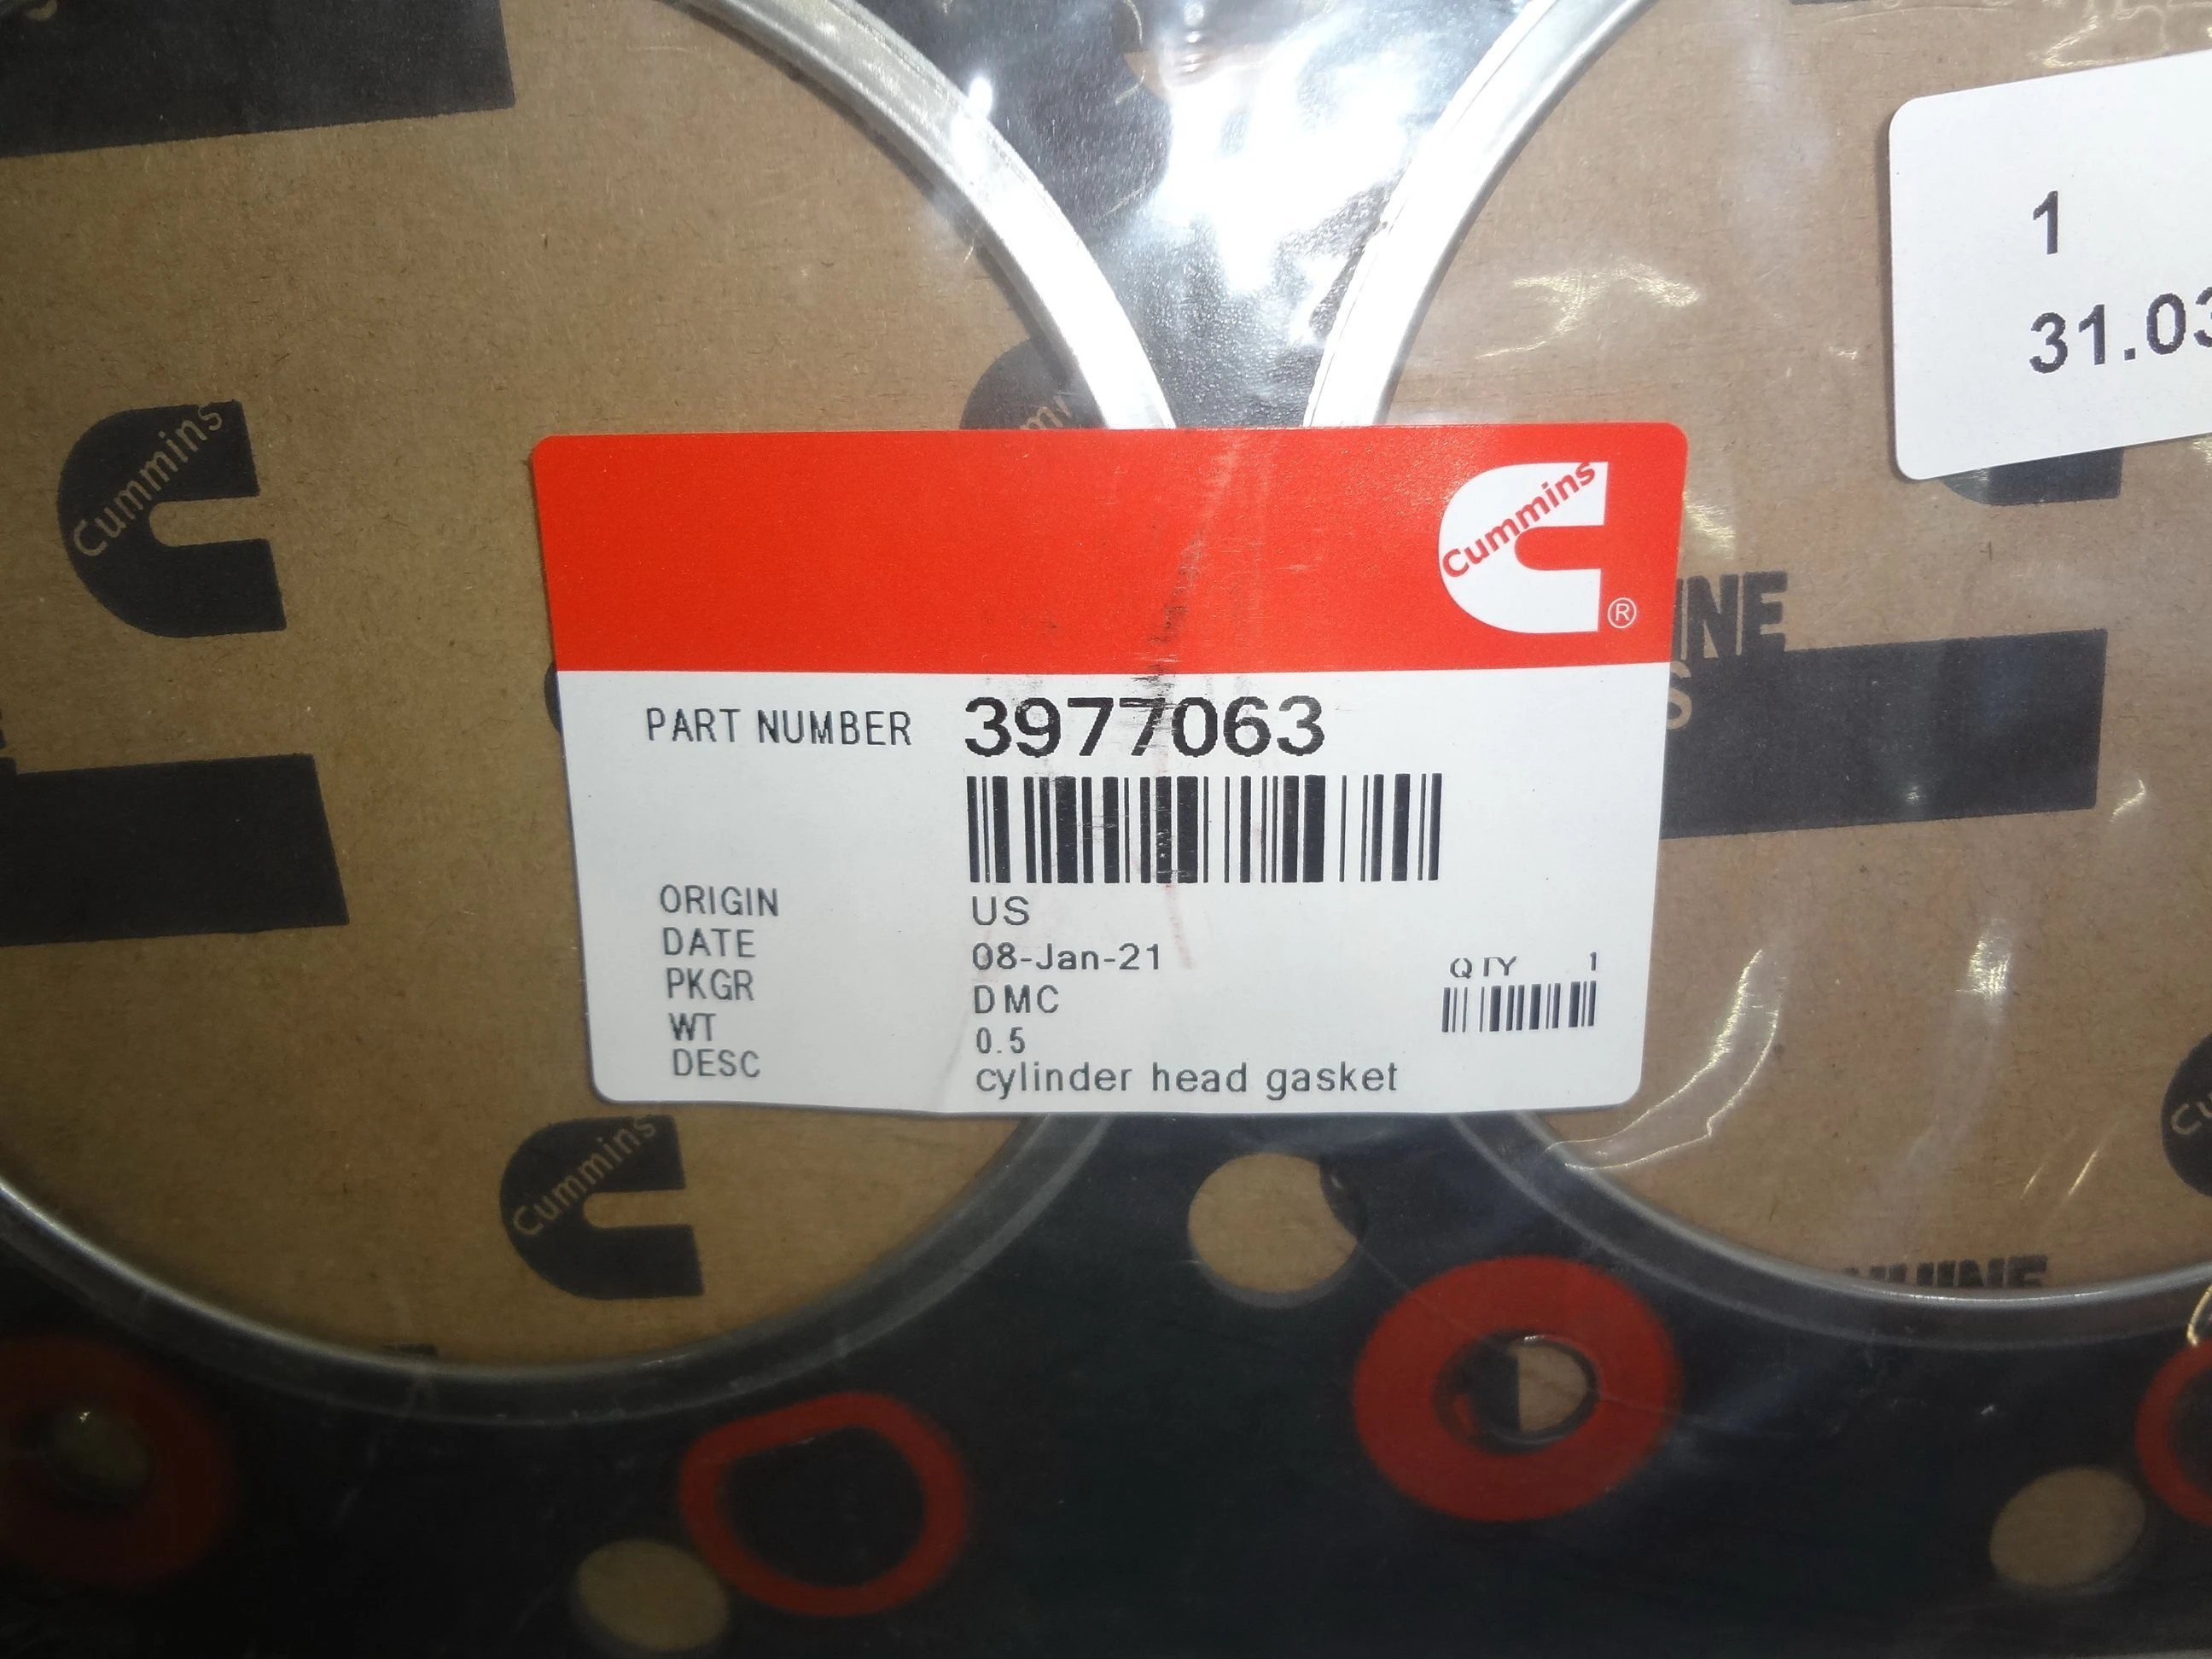 Cummins
1
31.03
Cummins
®
PART NUMBER 3977063
ORIGIN US
DATE 08-Jan-21
PKGR DMC
QTY 1
WT 0.5
DESC cylinder head gasket
Cummins